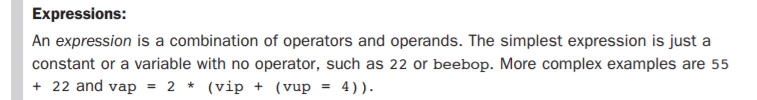 Expressions:
An expression is a combination of operators and operands. The simplest expression is just a
constant or a variable with no operator, such as 22 or beebop. More complex examples are 55
+ 22 and vap = 2 * (vip + (vup = 4)).